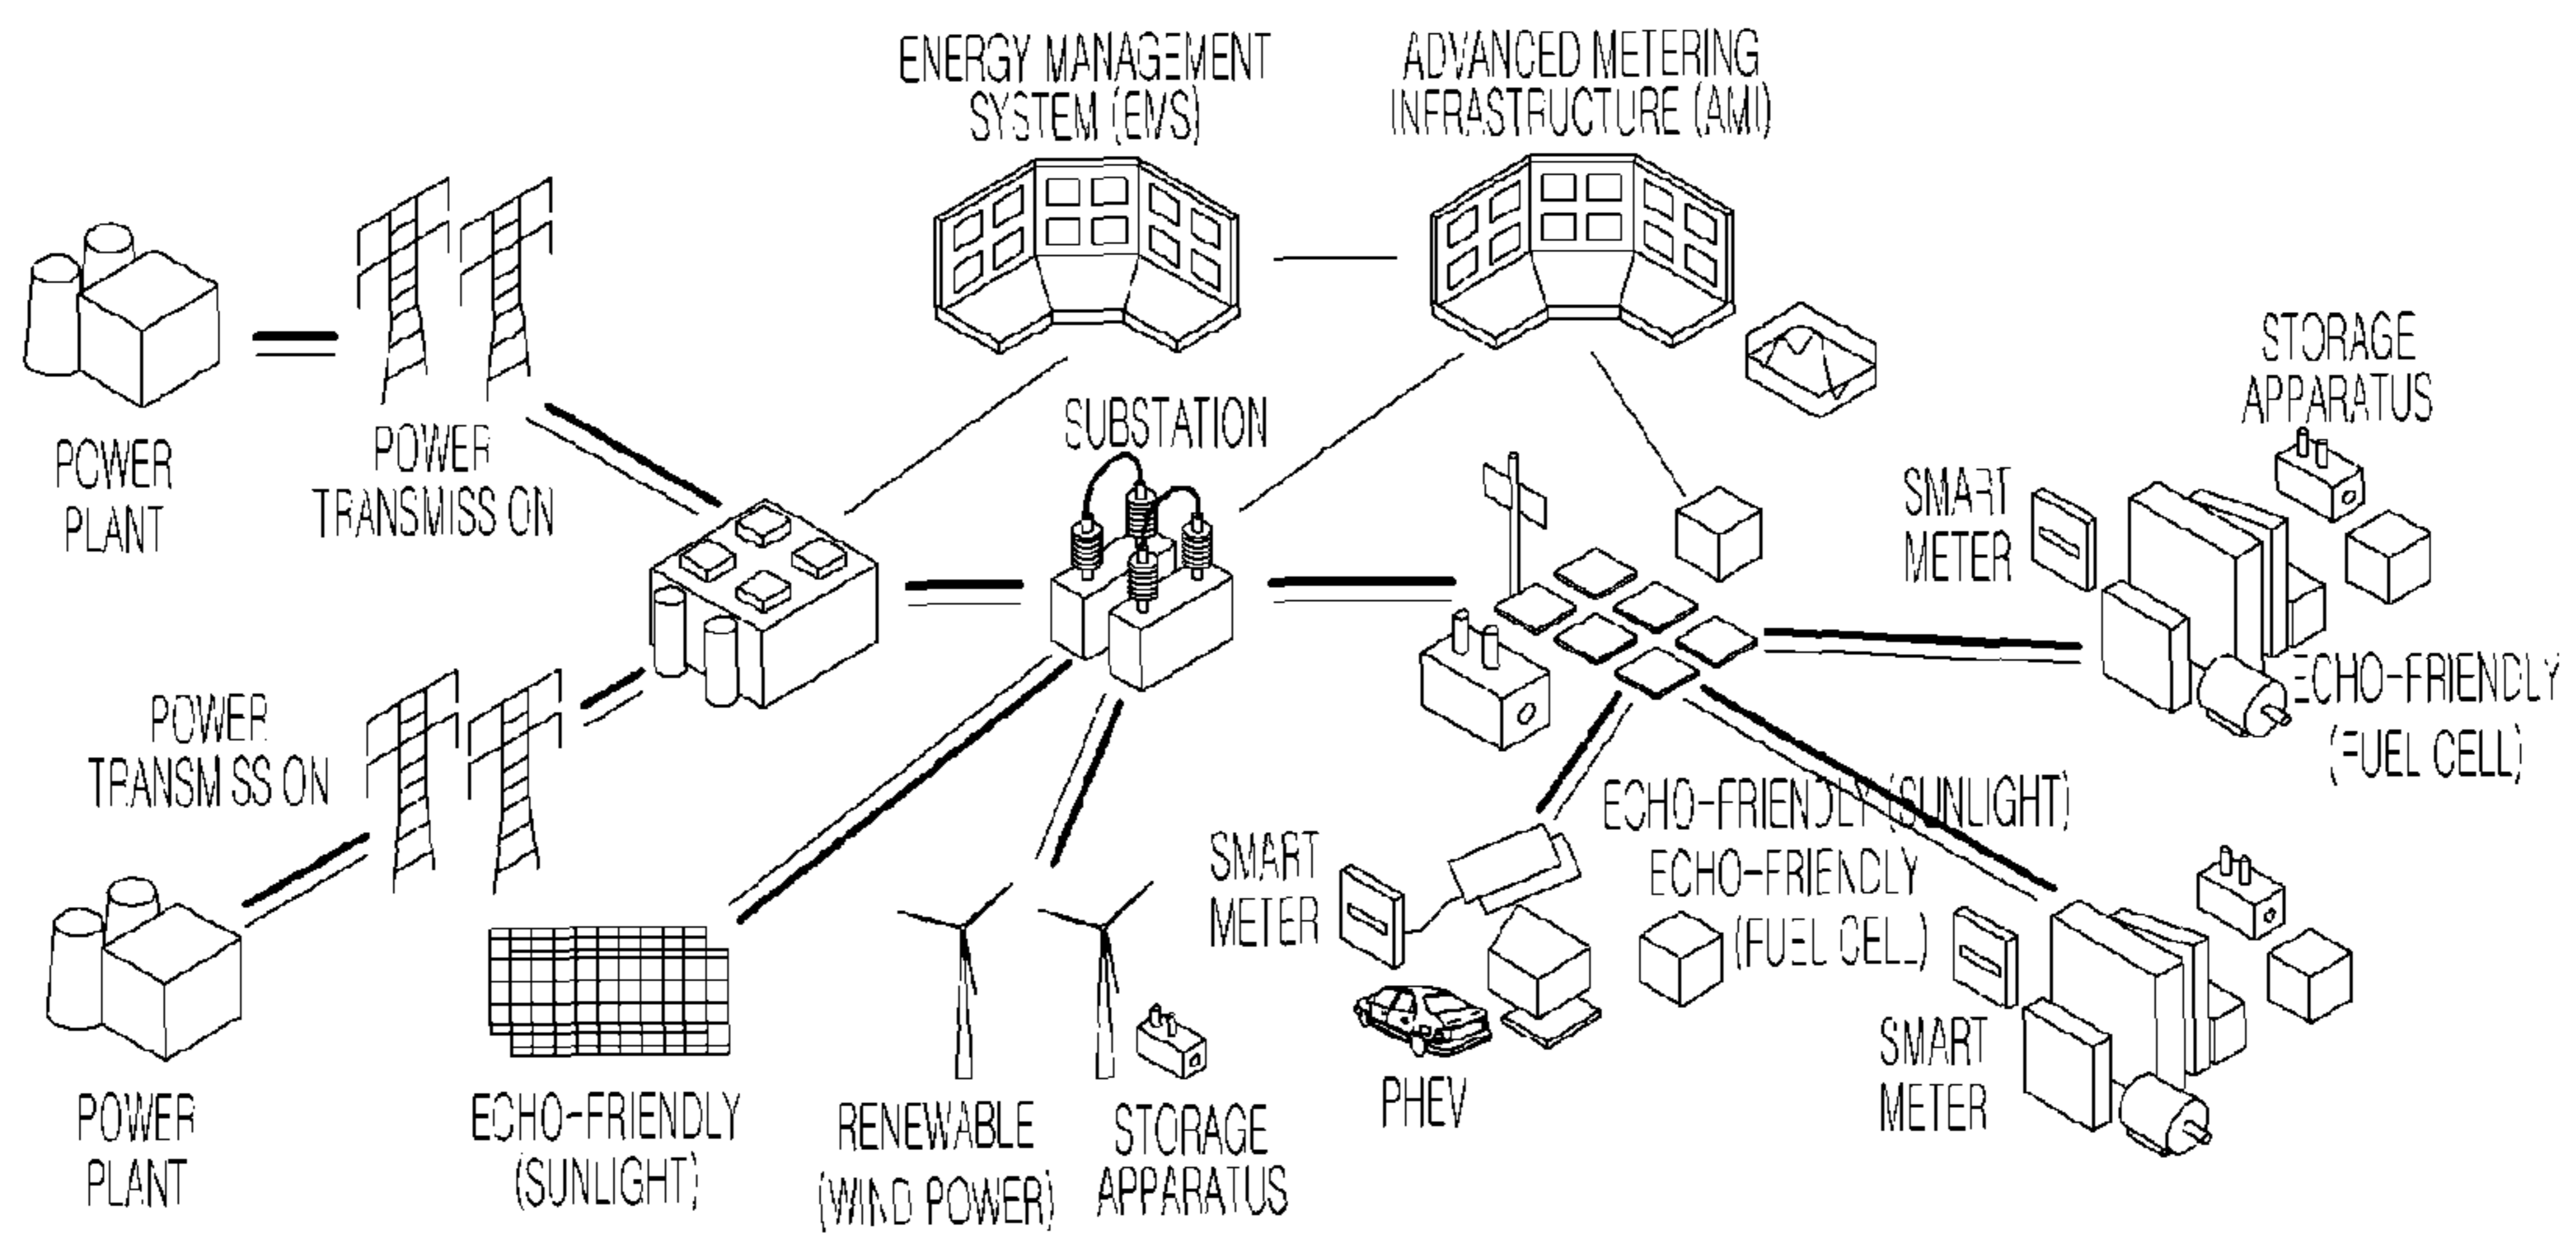 ENERGY MANAGEMENT
SYSTEM (EMS)
ADVANCED METERING
INFRASTRUCTURE (AMI)
STORAGE
APPARATUS
SUBSTATION
POWER
PLANT
POWER
TRANSMISSION
SMART
METER
ECHO-FRIENDLY
(FUEL CELL)
POWER
TRANSMISSION
ECHO-FRIENDLY (SUNLIGHT)
SMART
METER
ECHO-FRIENDLY
(FUEL CELL)
SMART
METER
POWER
PLANT
ECHO-FRIENDLY
(SUNLIGHT)
RENEWABLE
(WIND POWER)
STORAGE
APPARATUS
PHEV